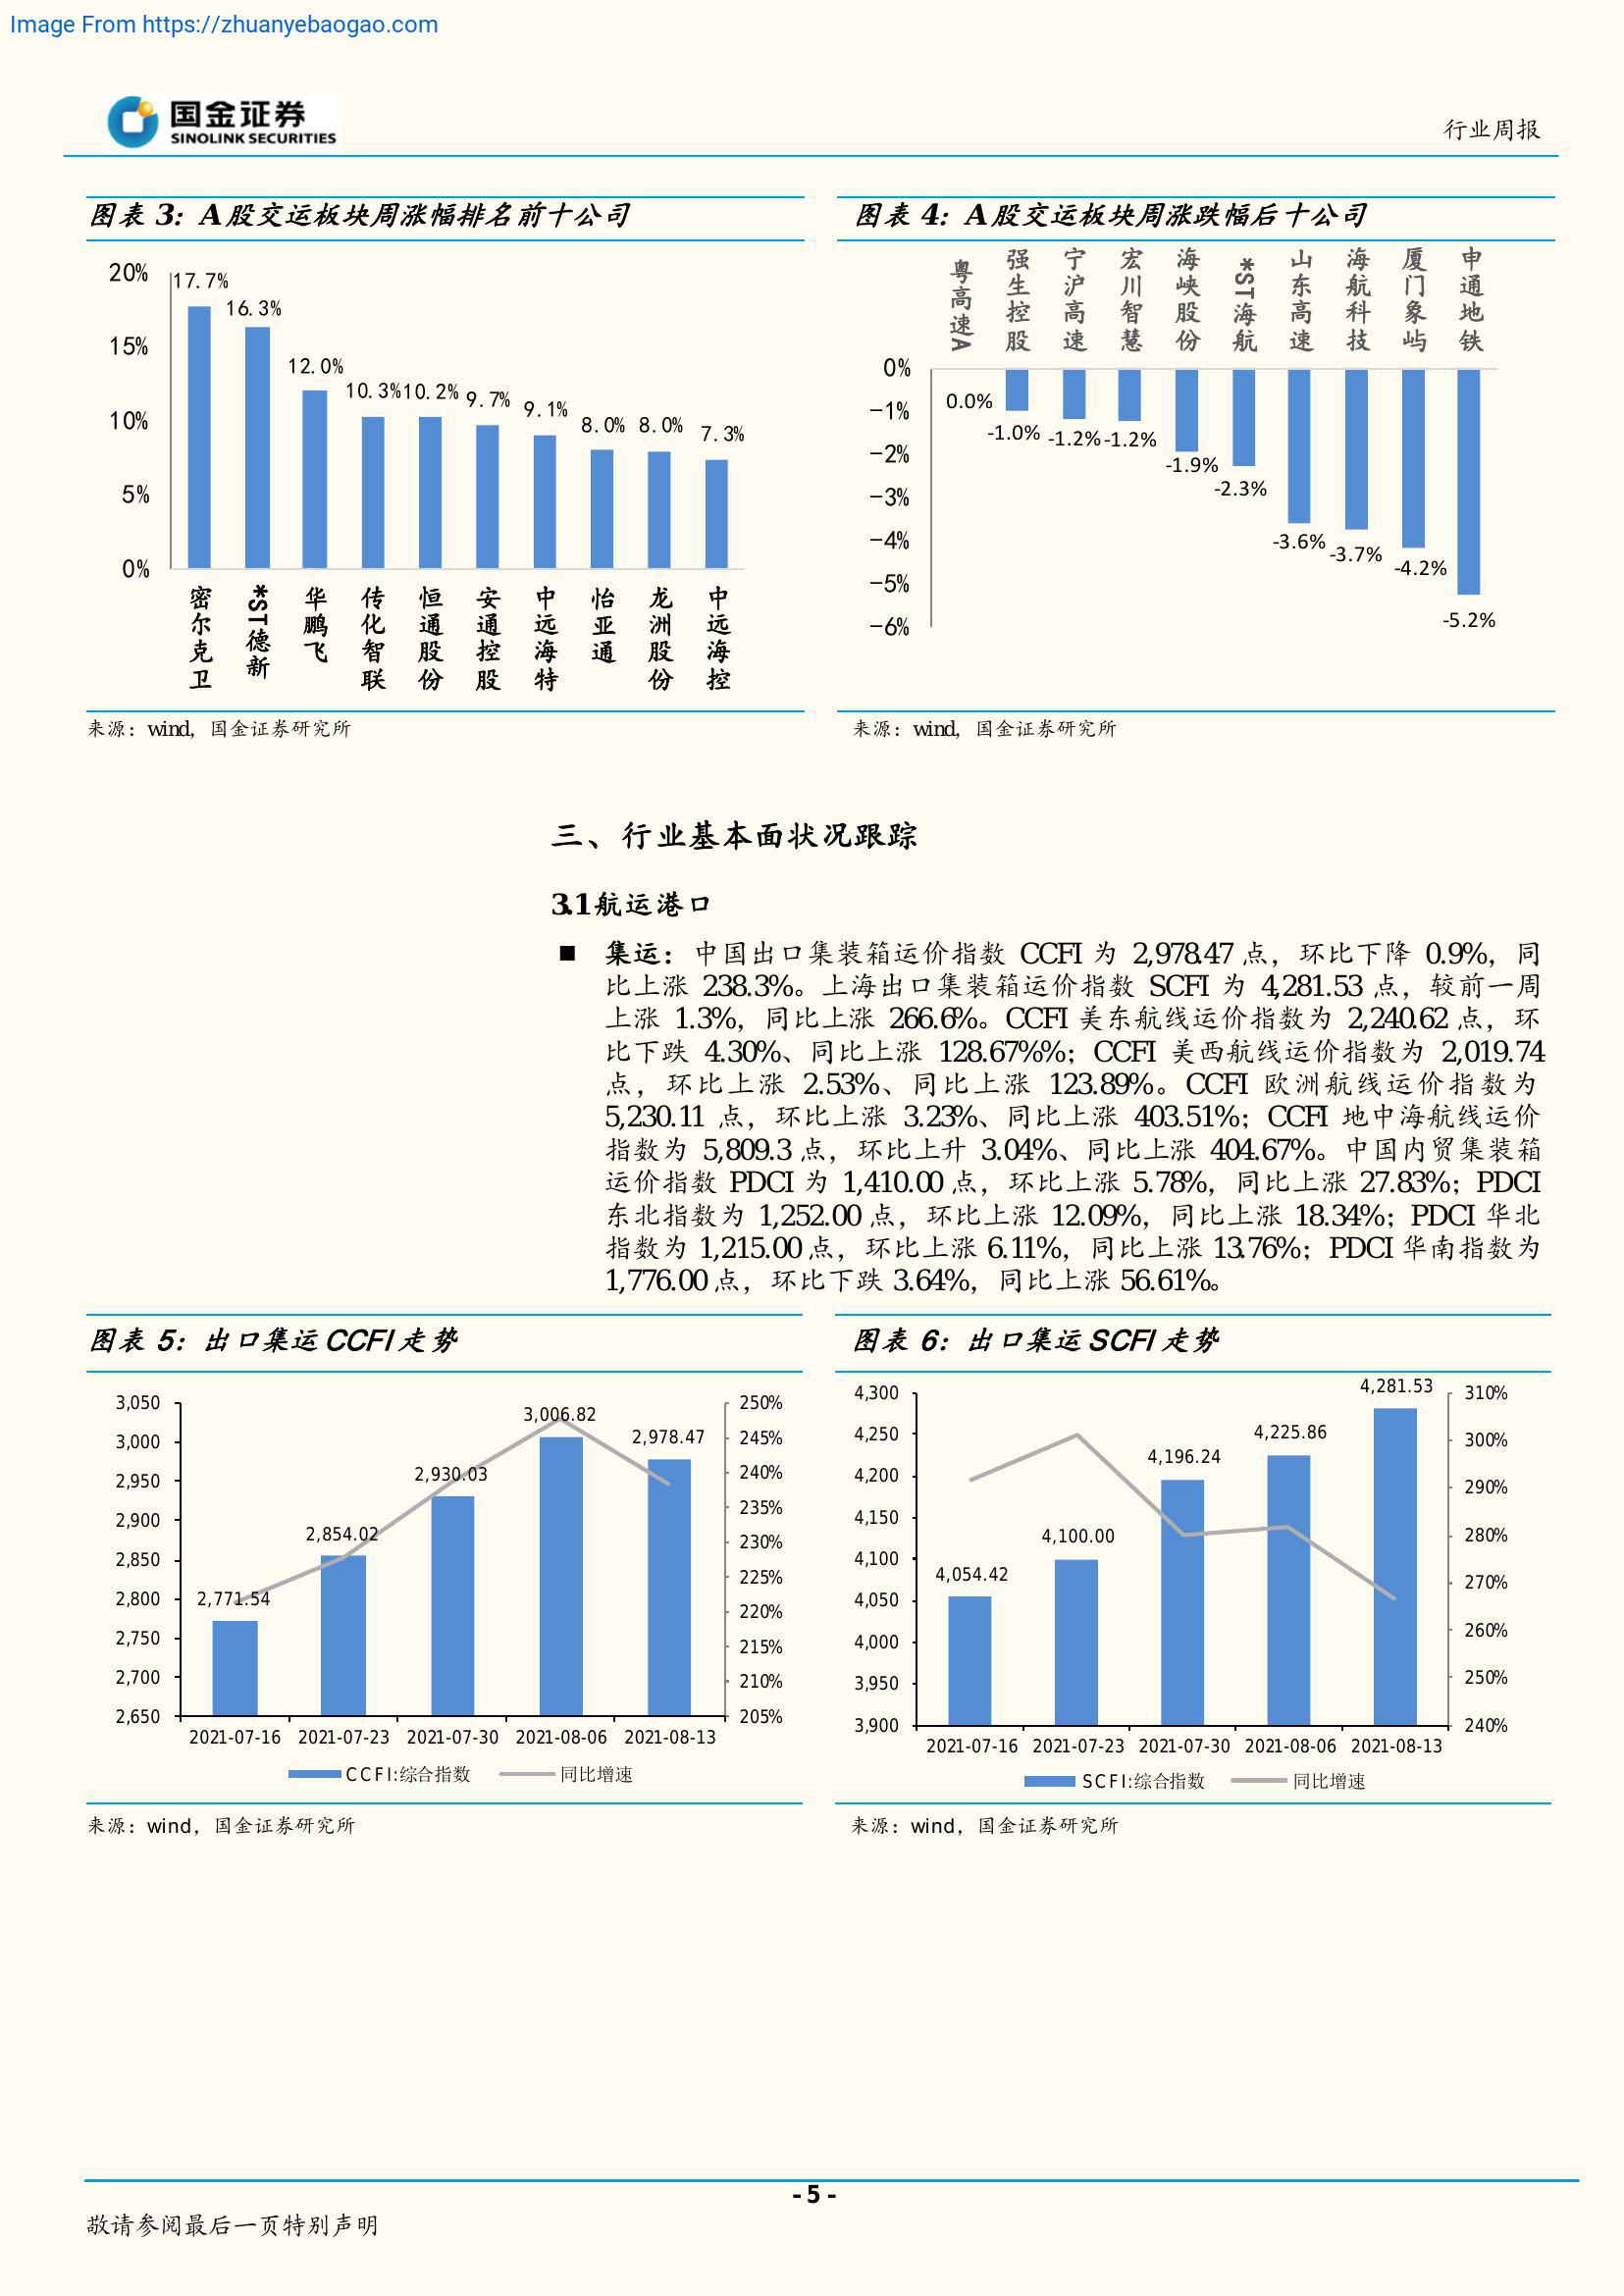 Image From https://zhuanyebaogao.com
国金证券
SINOLINK SECURITIES
行业周报
图表 3：A 股交运板块周涨幅排名前十公司
20%
15%
10%
5%
0%
17.7%
16.3%
12.0%
10.3%
10.2%
9.7%
9.1%
8.0%
8.0%
7.3%
密尔克卫
*ST德新
华鹏飞
传化智联
恒通股份
安通控股
中远海特
怡亚通
龙洲股份
中远海控
来源：wind，国金证券研究所
图表 4：A 股交运板块周涨跌幅后十公司
粤高速A
强生控股
宁沪高速
宏川智慧
海峡股份
*ST海航
山东高速
海航科技
厦门象屿
申通地铁
0%
-1%
-2%
-3%
-4%
-5%
-6%
0.0%
-1.0%
-1.2%
-1.2%
-1.9%
-2.3%
-3.6%
-3.7%
-4.2%
-5.2%
来源：wind，国金证券研究所
三、行业基本面状况跟踪
3.1 航运港口
■ 集运：中国出口集装箱运价指数 CCFI 为 2,978.47 点，环比下降 0.9%，同
比上涨 238.3%。上海出口集装箱运价指数 SCFI 为 4,281.53 点，较前一周
上涨 1.3%，同比上涨 266.6%。CCFI 美东航线运价指数为 2,240.62 点，环
比下跌 4.30%、同比上涨 128.67%%；CCFI 美西航线运价指数为 2,019.74
点，环比上涨 2.53%、同比上涨 123.89%。CCFI 欧洲航线运价指数为
5,230.11 点，环比上涨 3.23%、同比上涨 403.51%；CCFI 地中海航线运价
指数为 5,809.3 点，环比上升 3.04%、同比上涨 404.67%。中国内贸集装箱
运价指数 PDCI 为 1,410.00 点，环比上涨 5.78%，同比上涨 27.83%；PDCI
东北指数为 1,252.00 点，环比上涨 12.09%，同比上涨 18.34%；PDCI 华北
指数为 1,215.00 点，环比上涨 6.11%，同比上涨 13.76%；PDCI 华南指数为
1,776.00 点，环比下跌 3.64%，同比上涨 56.61%。
图表 5：出口集运 CCFI 走势
3,050
3,000
2,950
2,900
2,850
2,800
2,750
2,700
2,650
2,771.54
2,854.02
2,930.03
3,006.82
2,978.47
250%
245%
240%
235%
230%
225%
220%
215%
210%
205%
2021-07-16 2021-07-23 2021-07-30 2021-08-06 2021-08-13
CCFI:综合指数 同比增速
来源：wind，国金证券研究所
图表 6：出口集运 SCFI 走势
4,300
4,250
4,200
4,150
4,100
4,050
4,000
3,950
3,900
4,054.42
4,100.00
4,196.24
4,225.86
4,281.53
310%
300%
290%
280%
270%
260%
250%
240%
2021-07-16 2021-07-23 2021-07-30 2021-08-06 2021-08-13
SCFI:综合指数 同比增速
来源：wind，国金证券研究所
- 5 -
敬请参阅最后一页特别声明